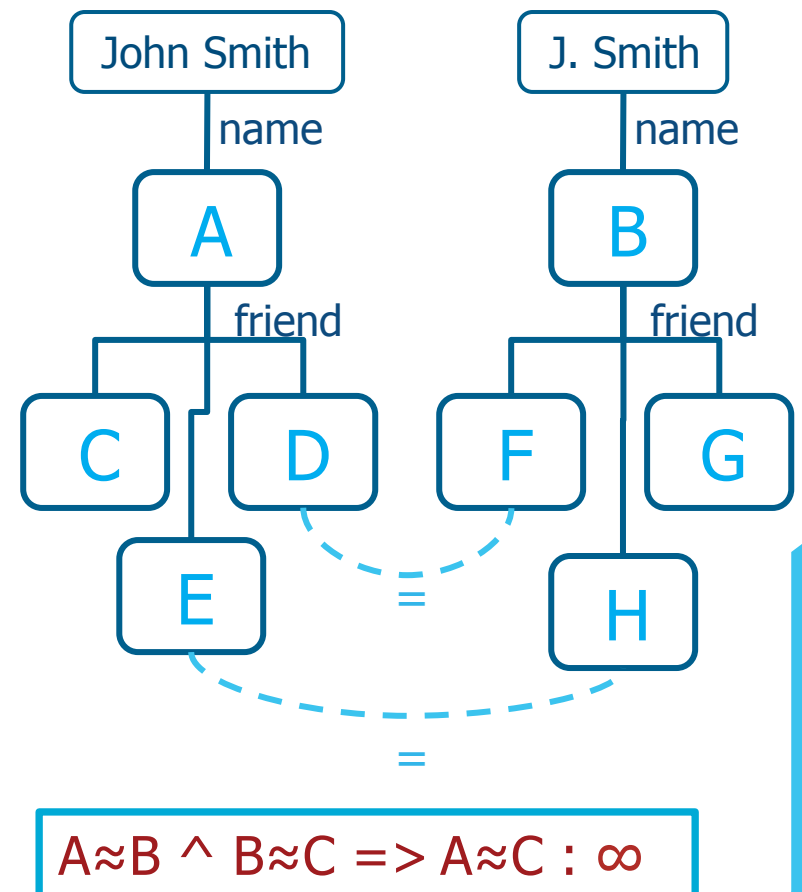 John Smith J. Smith
name name
A B
friend friend
C D F G
E H
=
=
A≈B ^ B≈C => A≈C : ∞